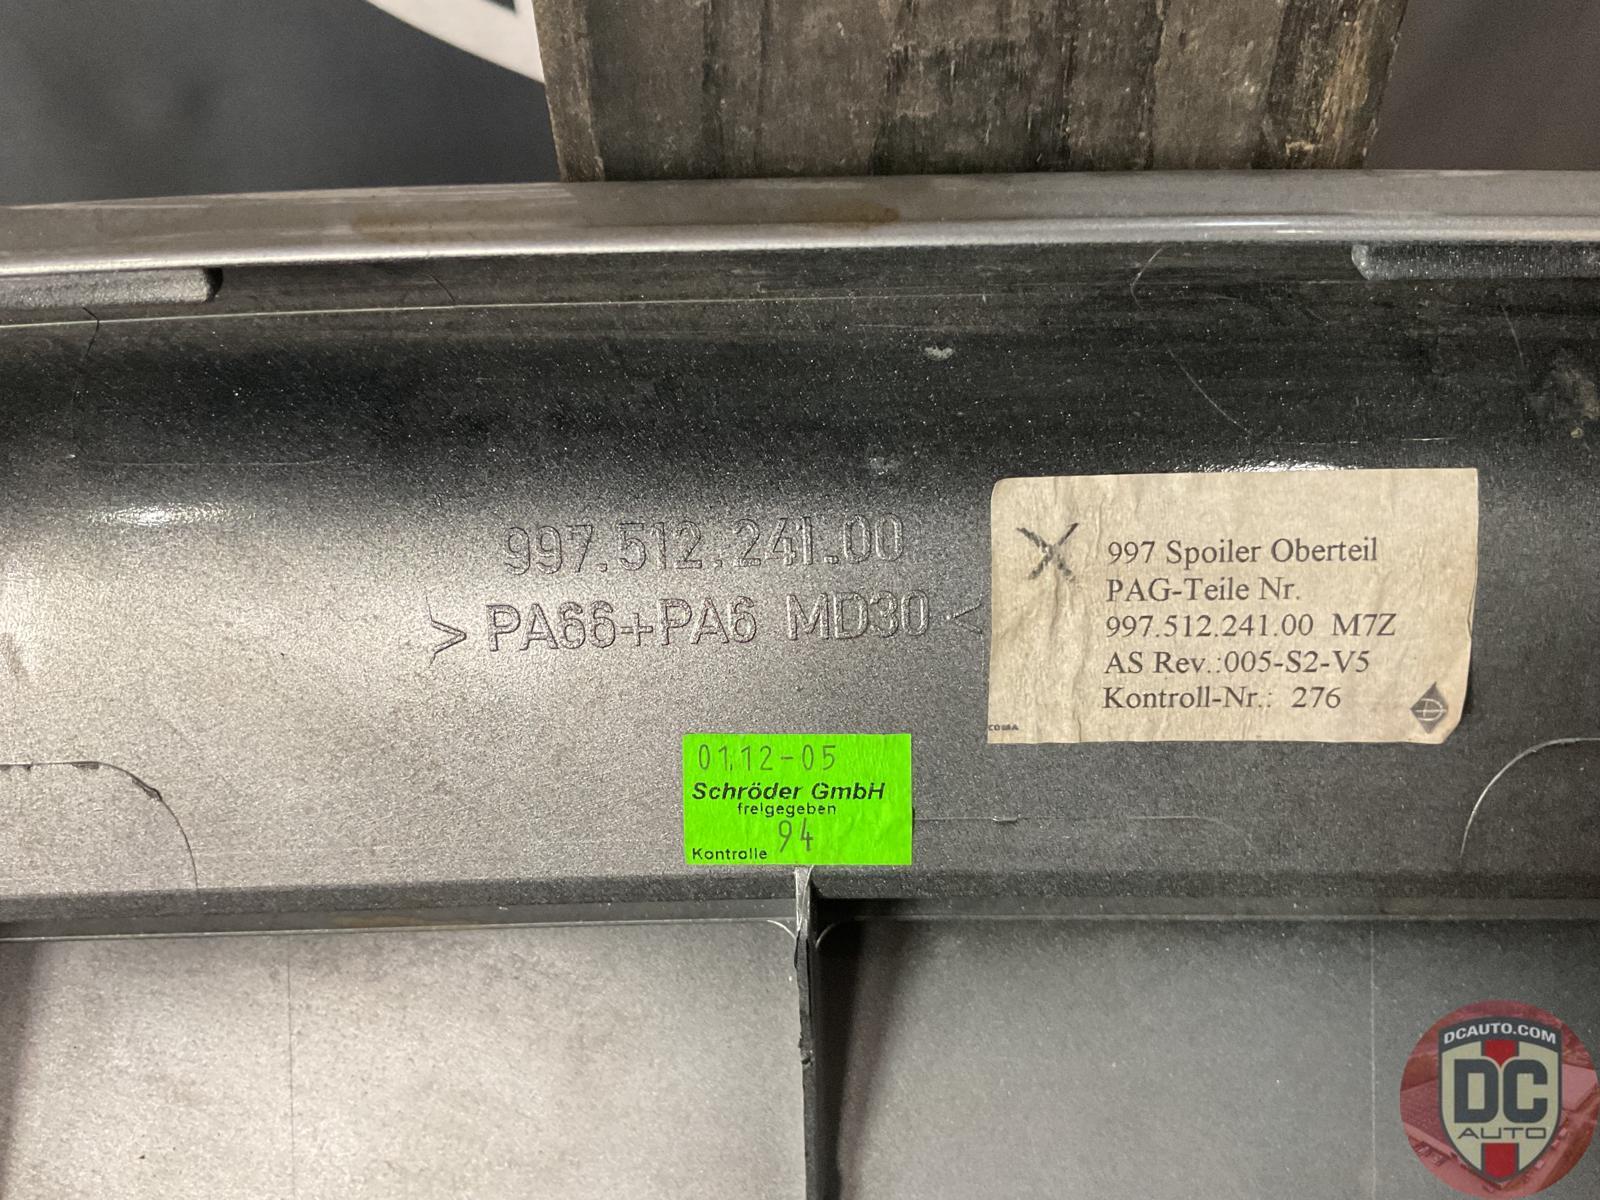 997.512.241.00
>PA66+PA6 MD30<
997 Spoiler Oberteil
PAG-Teile Nr.
997.512.241.00 M7Z
AS Rev.:005-S2-V5
Kontroll-Nr.: 276
01.12-05
Schröder GmbH
freigegeben
94
Kontrolle
DCAUTO.COM
DC
AUTO